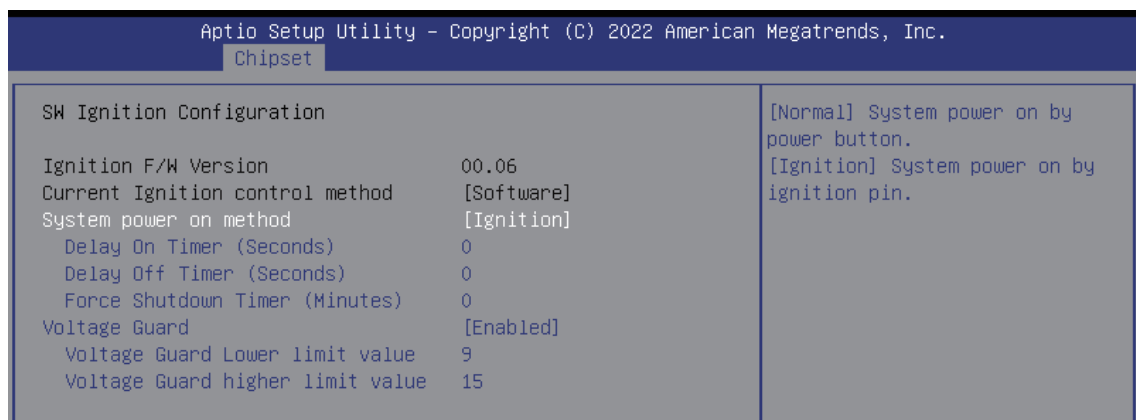 Aptio Setup Utility – Copyright (C) 2022 American Megatrends, Inc.
Chipset
SW Ignition Configuration
Ignition F/W Version 00.06
Current Ignition control method [Software]
System power on method [Ignition]
Delay On Timer (Seconds) 0
Delay Off Timer (Seconds) 0
Force Shutdown Timer (Minutes) 0
Voltage Guard [Enabled]
Voltage Guard Lower limit value 9
Voltage Guard higher limit value 15
[Normal] System power on by
power button.
[Ignition] System power on by
ignition pin.